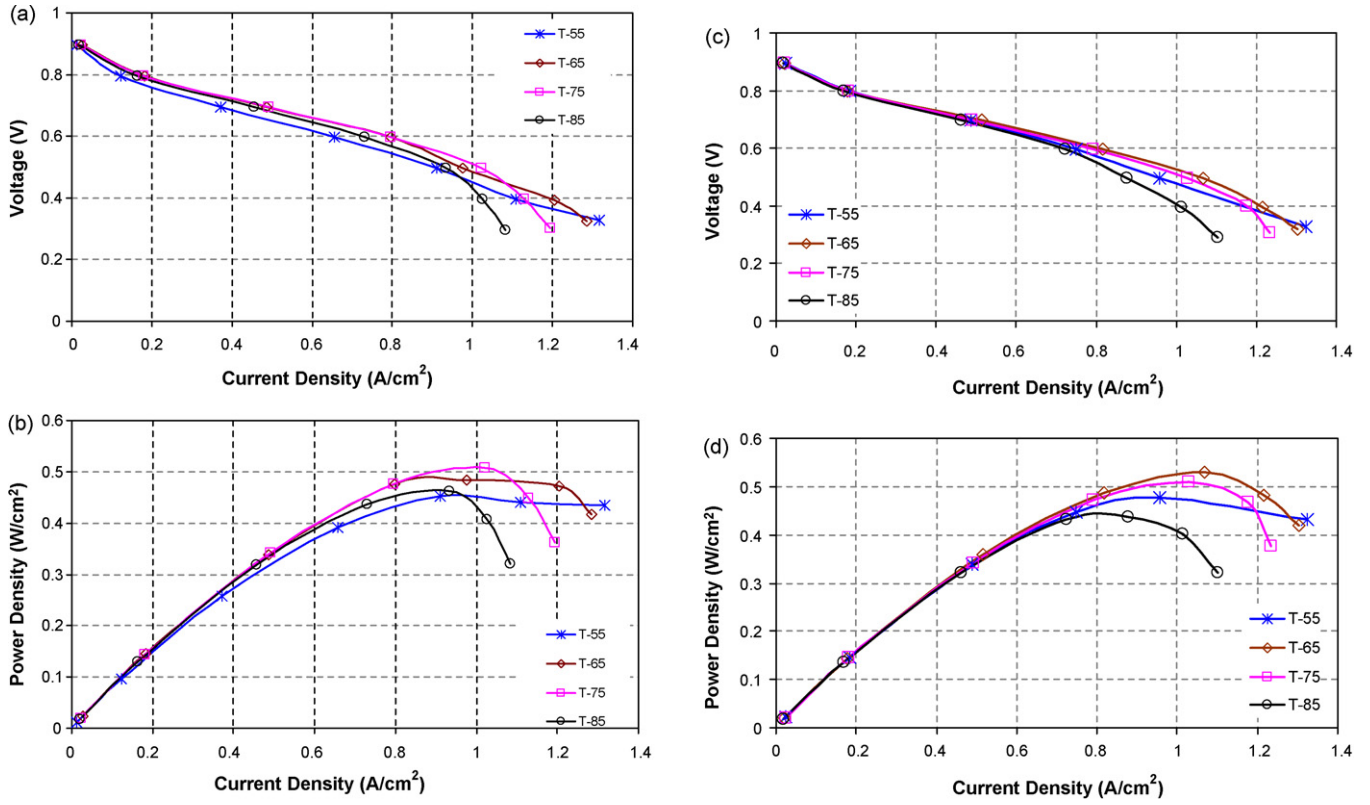 (a)
1
0.8
0.6
0.4
0.2
0
Voltage (V)
0 0.2 0.4 0.6 0.8 1 1.2 1.4
Current Density (A/cm²)
T-55
T-65
T-75
T-85
(c)
1
0.8
0.6
0.4
0.2
0
Voltage (V)
0 0.2 0.4 0.6 0.8 1 1.2 1.4
Current Density (A/cm²)
T-55
T-65
T-75
T-85
(b)
0.6
0.5
0.4
0.3
0.2
0.1
0
Power Density (W/cm²)
0 0.2 0.4 0.6 0.8 1 1.2 1.4
Current Density (A/cm²)
T-55
T-65
T-75
T-85
(d)
0.6
0.5
0.4
0.3
0.2
0.1
0
Power Density (W/cm²)
0 0.2 0.4 0.6 0.8 1 1.2 1.4
Current Density (A/cm²)
T-55
T-65
T-75
T-85